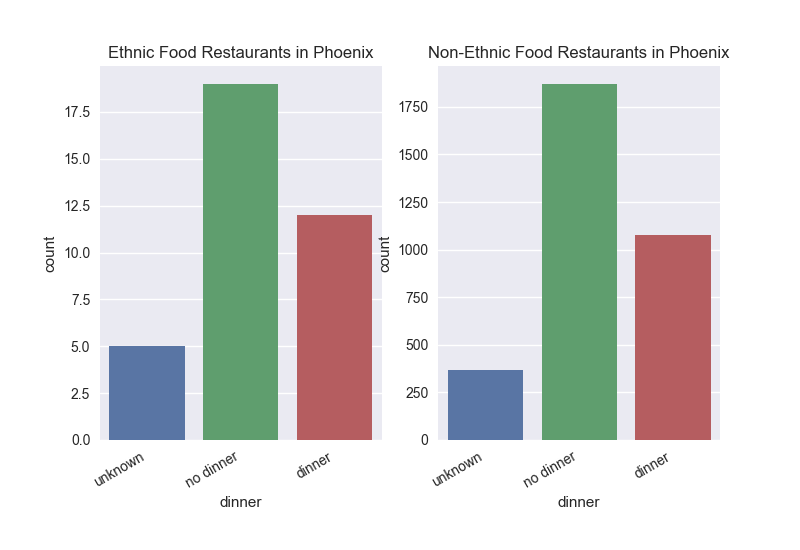 Ethnic Food Restaurants in Phoenix
17.5
15.0
12.5
10.0
7.5
5.0
2.5
0.0
count
unknown
no dinner
dinner
dinner
Non-Ethnic Food Restaurants in Phoenix
1750
1500
1250
1000
750
500
250
0
count
unknown
no dinner
dinner
dinner